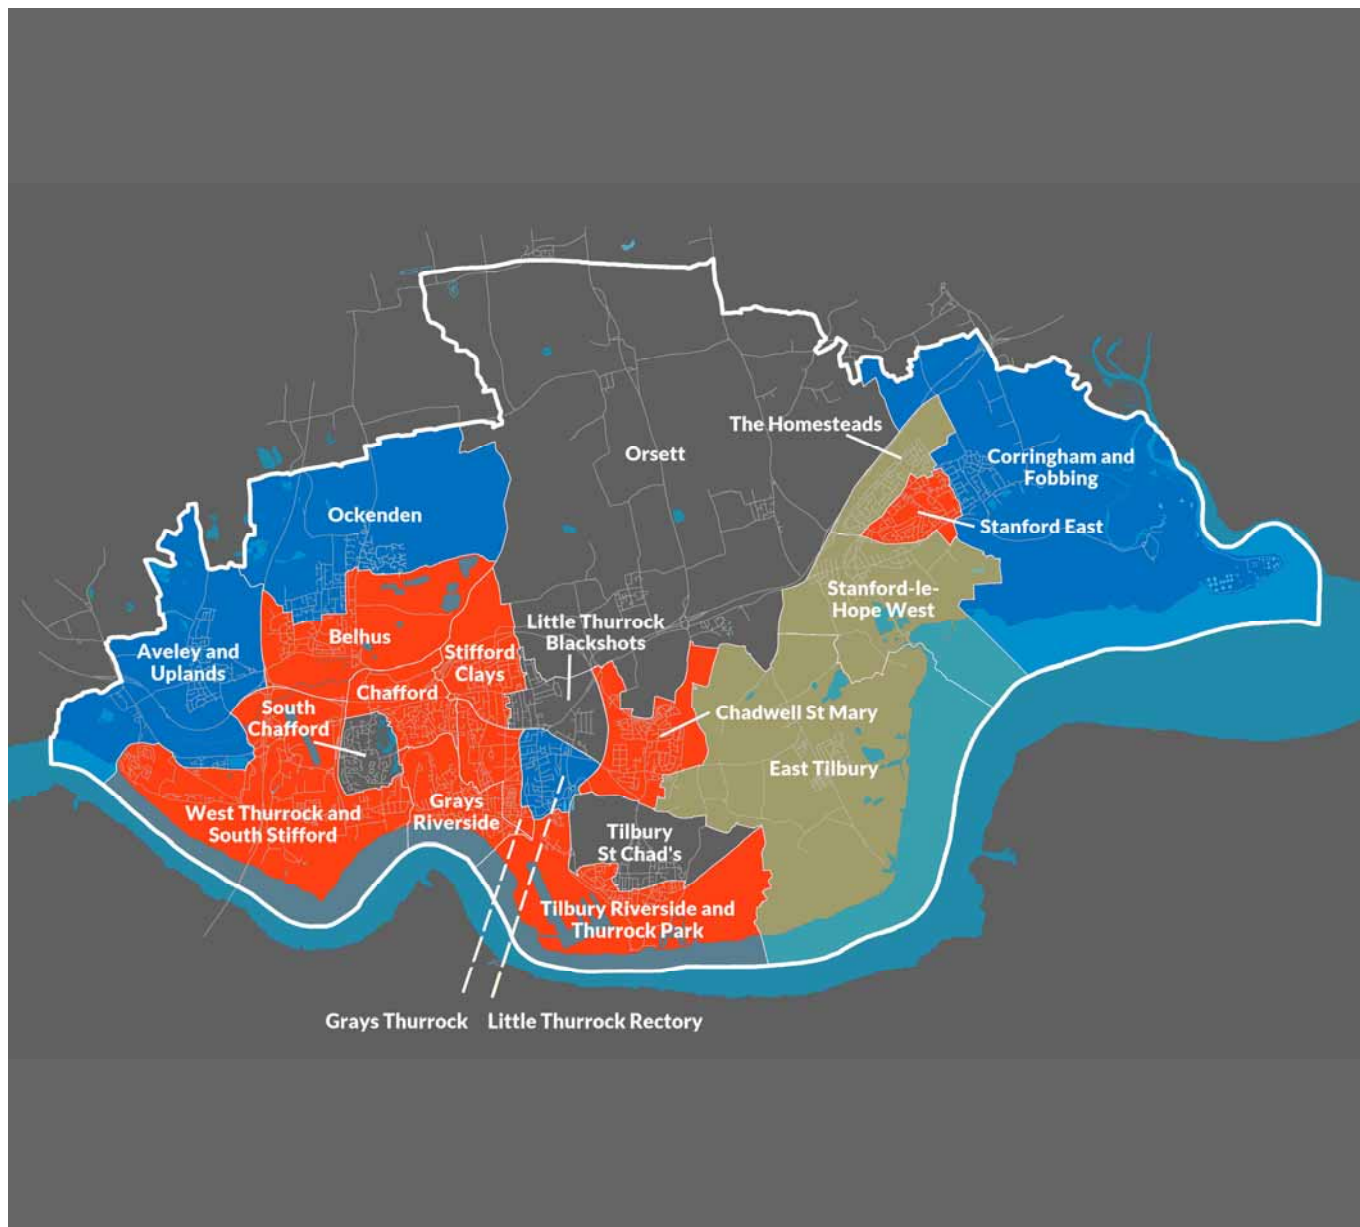 The Homesteads
Orsett
Corringham and
Fobbing
Ockenden
Stanford East
Stanford-le-
Hope West
Little Thurrock
Blackshots
Belhus
Stifford
Clays
Aveley and
Uplands
Chafford
South
Chafford
Chadwell St Mary
East Tilbury
Grays
Riverside
West Thurrock and
South Stifford
Tilbury
St Chad's
Tilbury Riverside and
Thurrock Park
Grays Thurrock
Little Thurrock Rectory